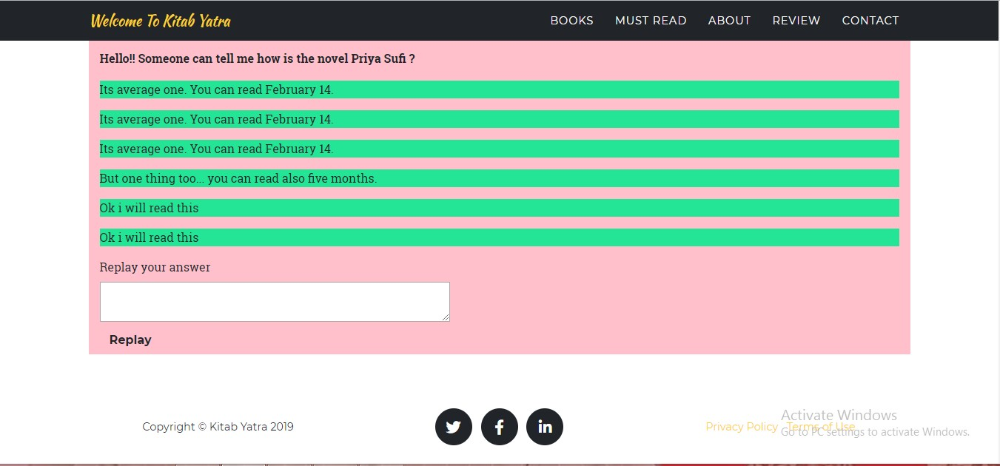 Welcome To Kitab Yatra
BOOKS MUST READ ABOUT REVIEW CONTACT
Hello!! Someone can tell me how is the novel Priya Sufi ?
Its average one. You can read February 14.
Its average one. You can read February 14.
Its average one. You can read February 14.
But one thing too... you can read also five months.
Ok i will read this
Ok i will read this
Replay your answer
Replay
Copyright © Kitab Yatra 2019
Privacy Policy Terms of Use
Activate Windows
Go to PC settings to activate Windows.